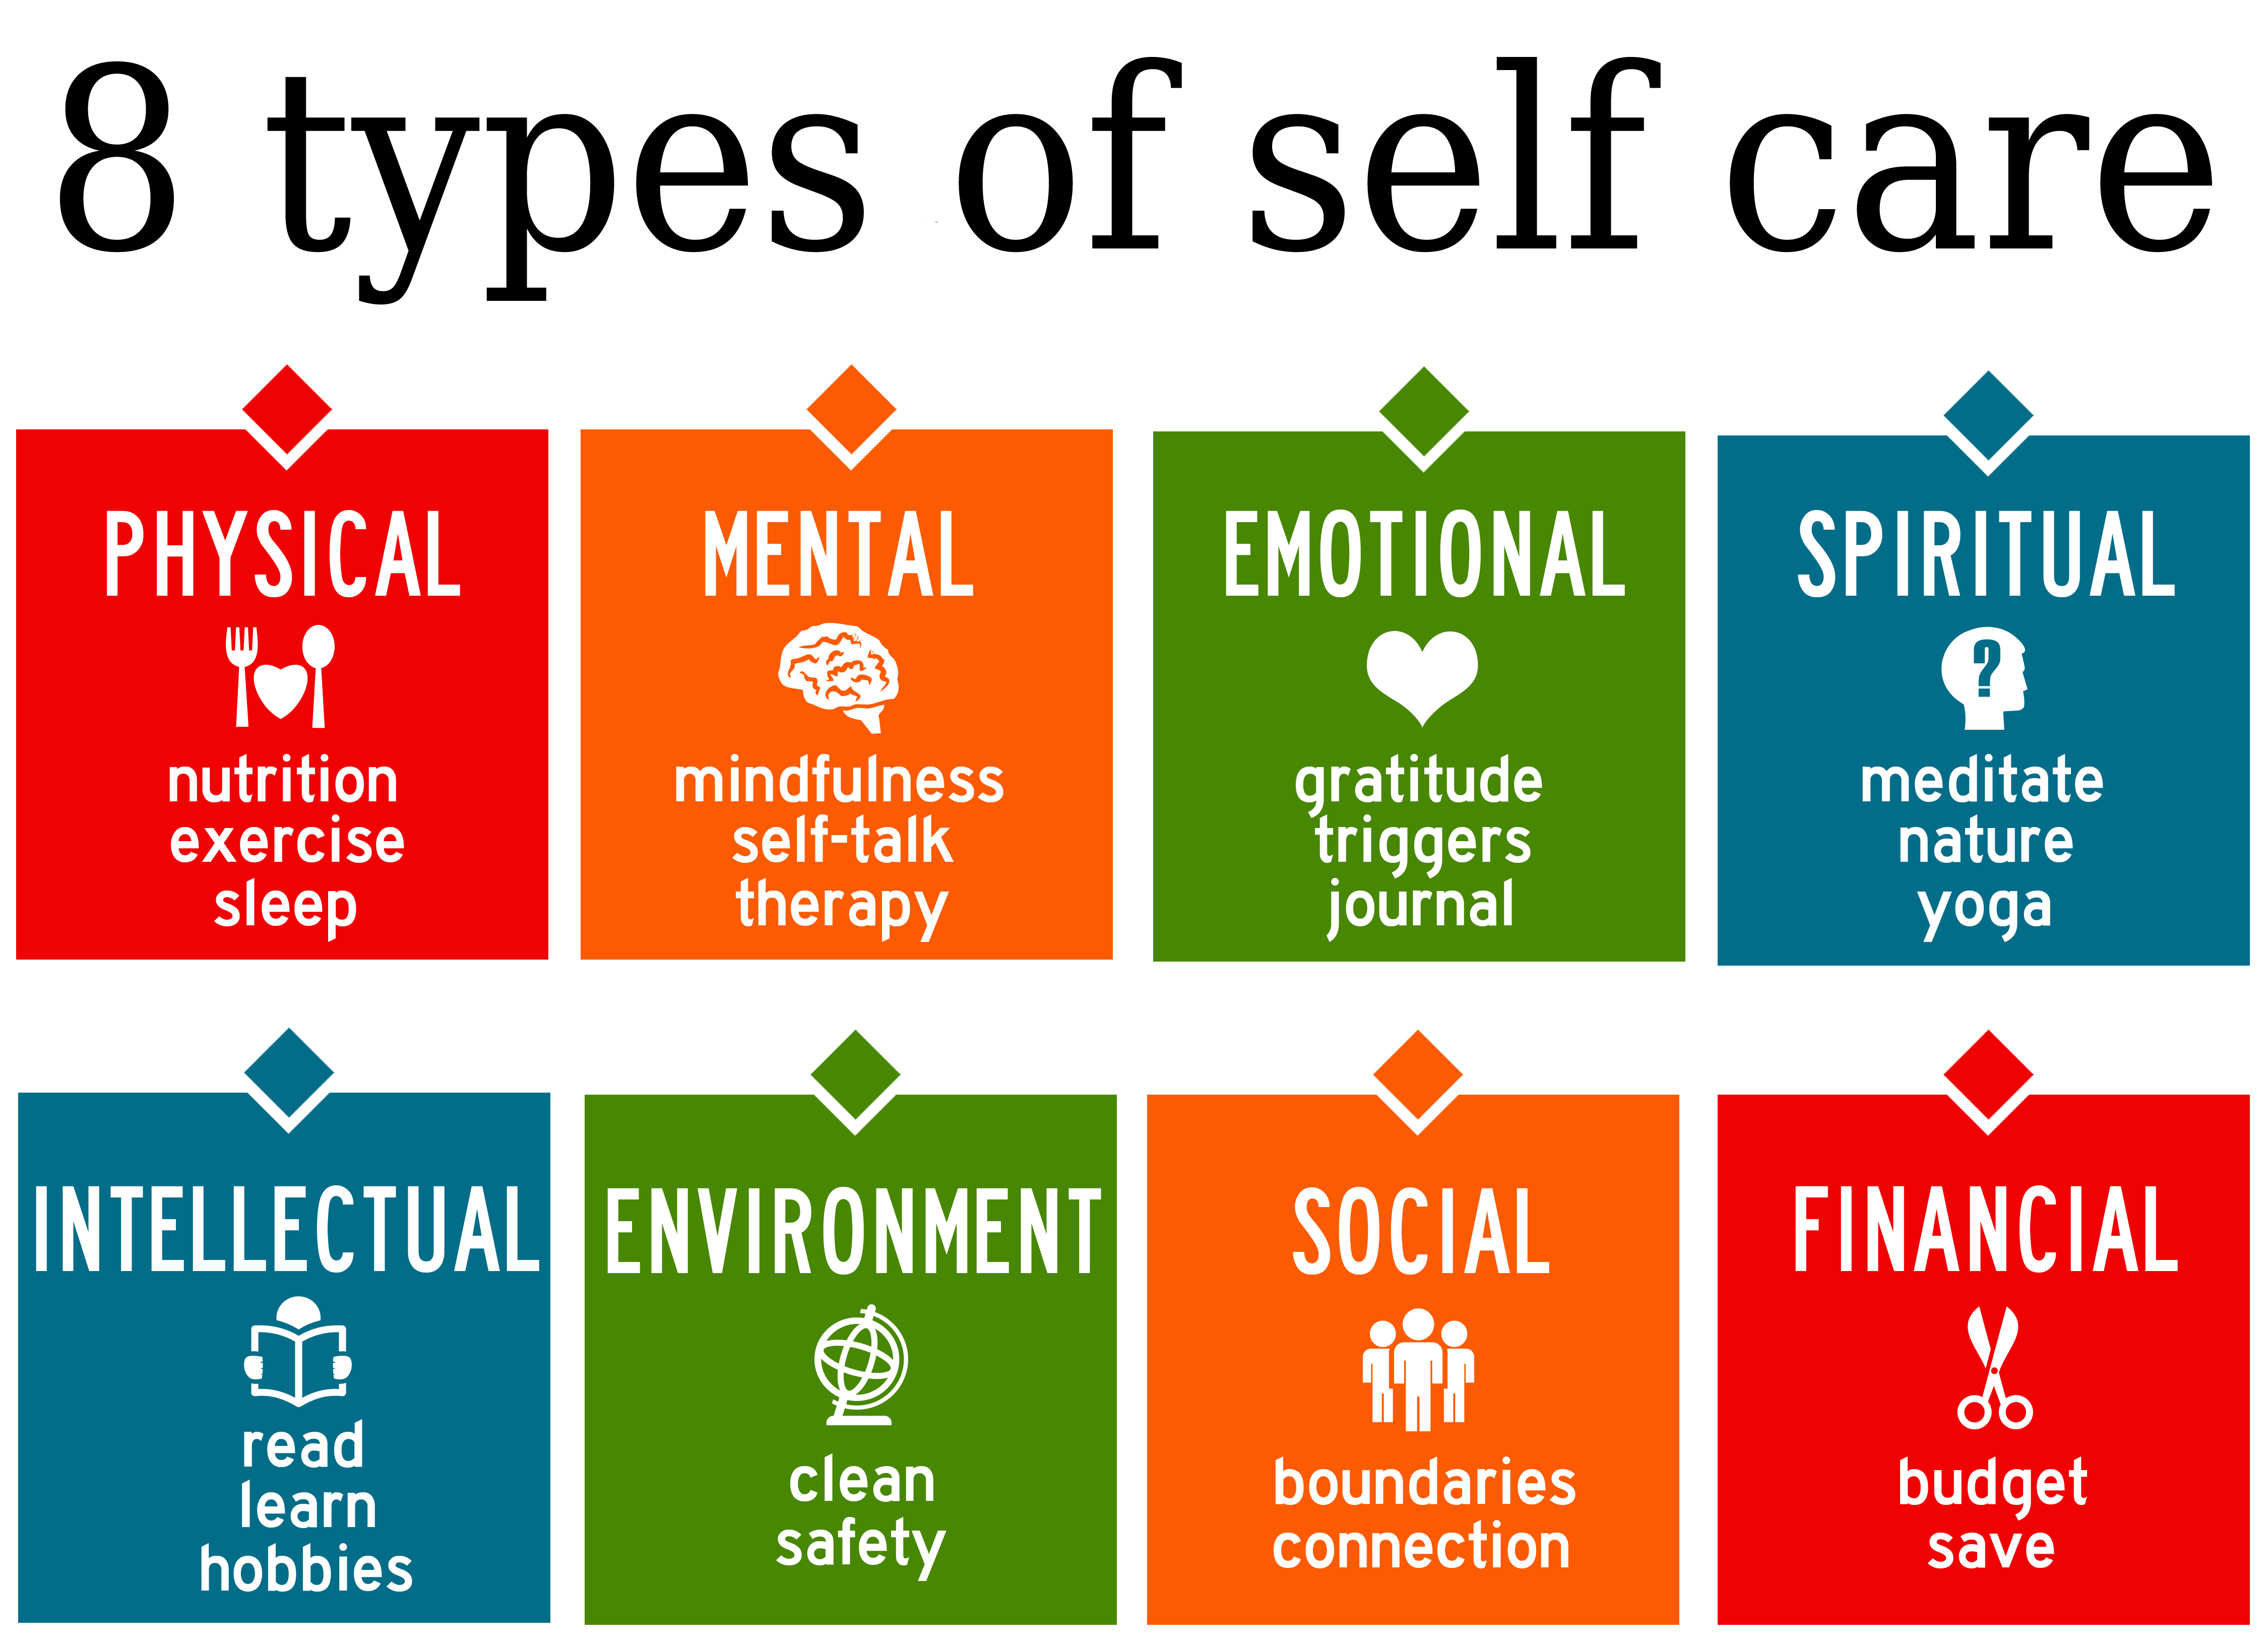 8 types of self care
PHYSICAL
nutrition
exercise
sleep
MENTAL
mindfulness
self-talk
therapy
EMOTIONAL
gratitude
triggers
journal
SPIRITUAL
?
meditate
nature
yoga
INTELLECTUAL
read
learn
hobbies
ENVIRONMENT
clean
safety
SOCIAL
boundaries
connection
FINANCIAL
budget
save